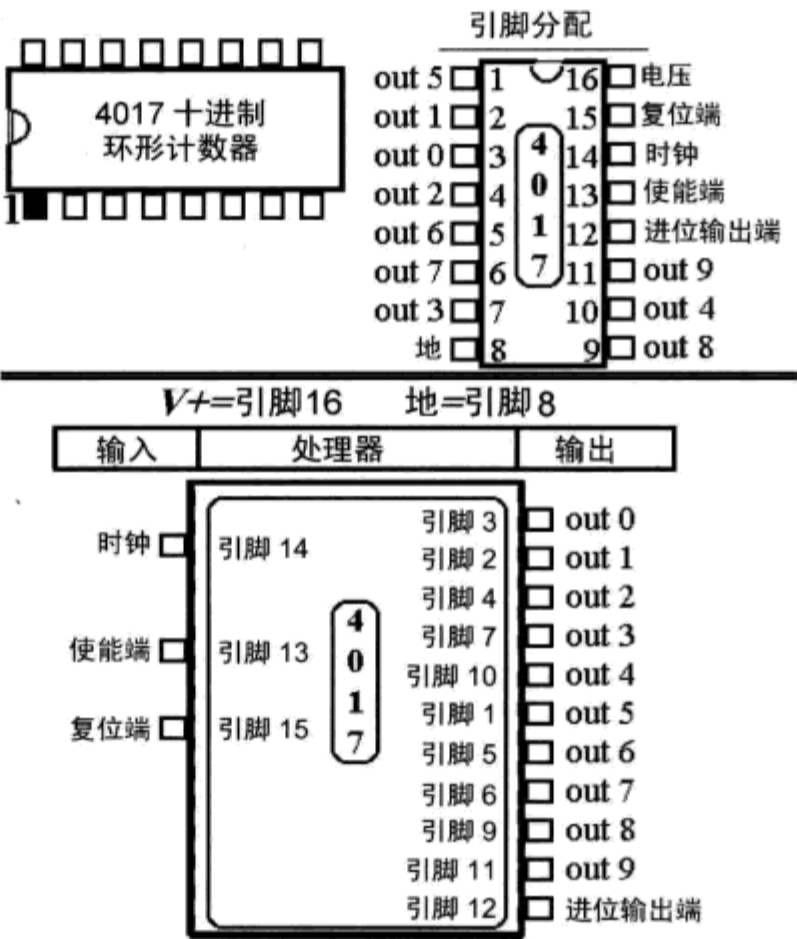 4017 十进制
环形计数器
1
引脚分配
out 5 1 16 电压
out 1 2 15 复位端
out 0 3 14 时钟
out 2 4 13 使能端
out 6 5 12 进位输出端
out 7 6 11 out 9
out 3 7 10 out 4
地 8 9 out 8
4017
V+=引脚16 地=引脚8
输入 处理器 输出
引脚 3 out 0
时钟 引脚 14
引脚 2 out 1
引脚 4 out 2
引脚 7 out 3
使能端 引脚 13
引脚 10 out 4
引脚 1 out 5
复位端 引脚 15
引脚 5 out 6
引脚 6 out 7
引脚 9 out 8
引脚 11 out 9
引脚 12 进位输出端
4017